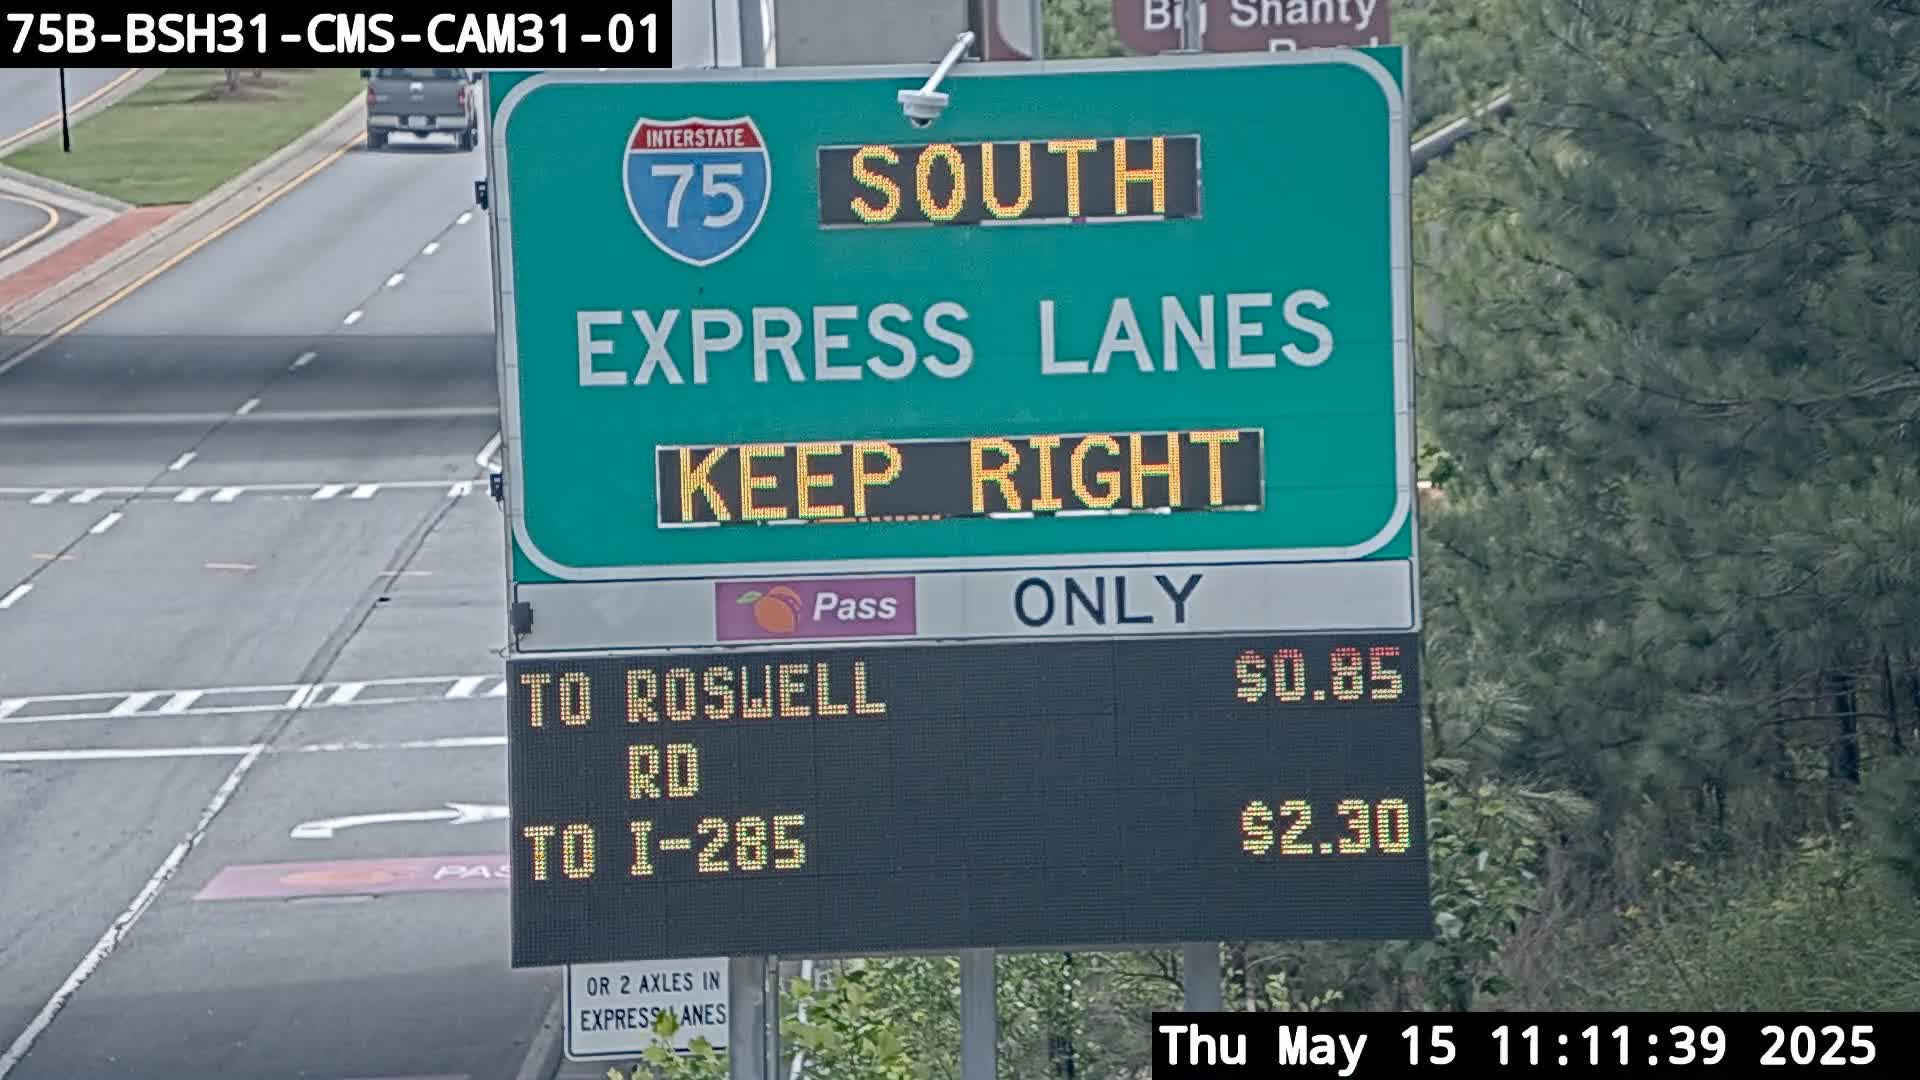 75B-BSH31-CMS-CAM31-01
Big Shanty
Road
INTERSTATE
75
SOUTH
EXPRESS LANES
KEEP RIGHT
Pass ONLY
TO ROSWELL $0.85
RD
TO I-285 $2.30
PAS
OR 2 AXLES IN
EXPRESS LANES
Thu May 15 11:11:39 2025